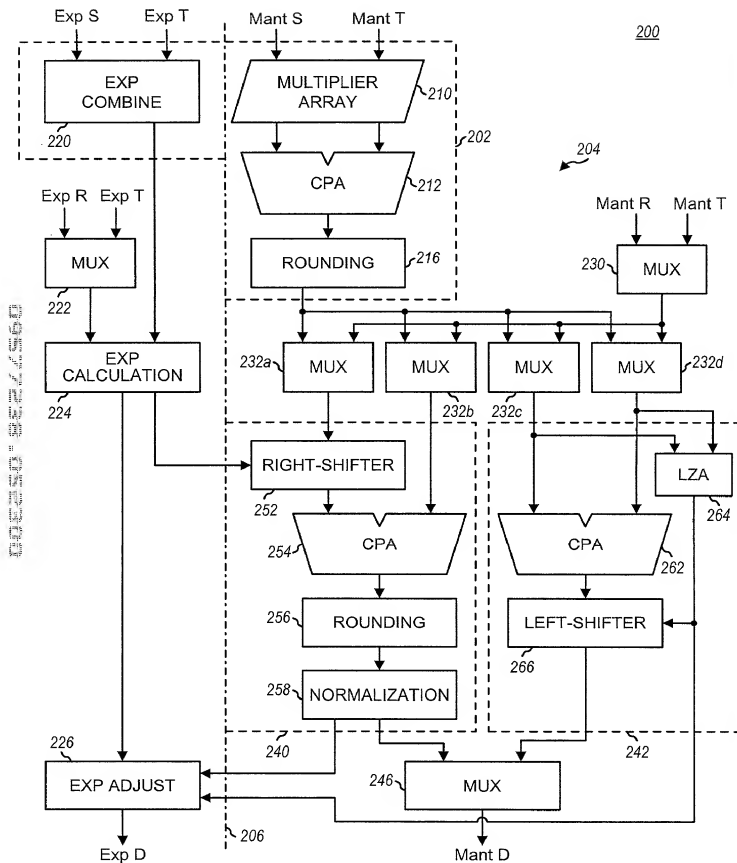 200
Exp S Exp T Mant S Mant T
EXP
COMBINE
220
MULTIPLIER
ARRAY
210
202
204
CPA
212
Exp R Exp T
MUX
222
ROUNDING
216
Mant R Mant T
230
MUX
EXP
CALCULATION
224
232a
MUX
MUX
232b
MUX
232c
MUX
232d
RIGHT-SHIFTER
252
LZA
264
254
CPA
CPA
262
256
ROUNDING
LEFT-SHIFTER
266
258
NORMALIZATION
240
242
226
EXP ADJUST
246
MUX
206
Exp D
Mant D